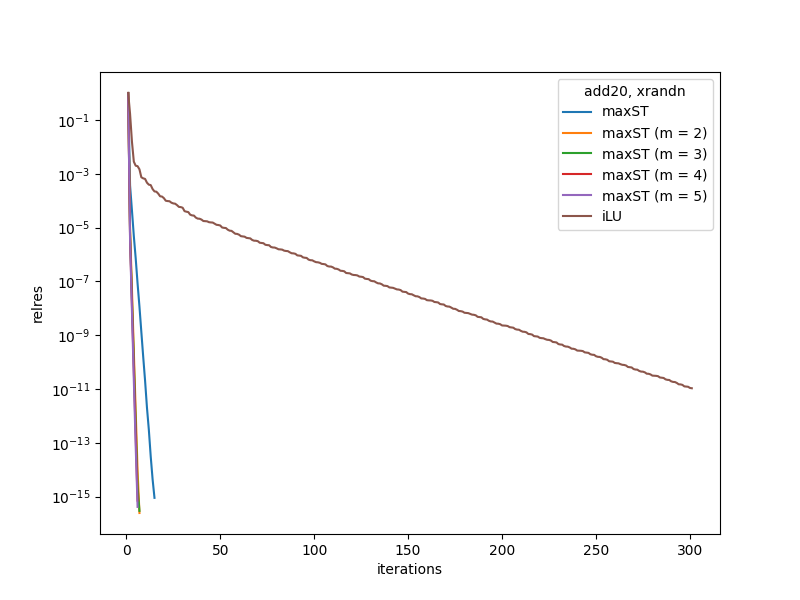 add20, xrandn
maxST
maxST (m = 2)
maxST (m = 3)
maxST (m = 4)
maxST (m = 5)
iLU
10⁻¹
10⁻³
10⁻⁵
10⁻⁷
10⁻⁹
10⁻¹¹
10⁻¹³
10⁻¹⁵
relres
0 50 100 150 200 250 300
iterations